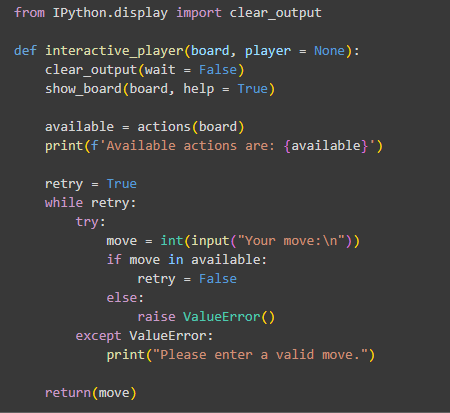 from IPython.display import clear_output

def interactive_player(board, player = None):
    clear_output(wait = False)
    show_board(board, help = True)

    available = actions(board)
    print(f'Available actions are: {available}')

    retry = True
    while retry:
        try:
            move = int(input("Your move:\n"))
            if move in available:
                retry = False
            else:
                raise ValueError()
        except ValueError:
            print("Please enter a valid move.")

    return(move)